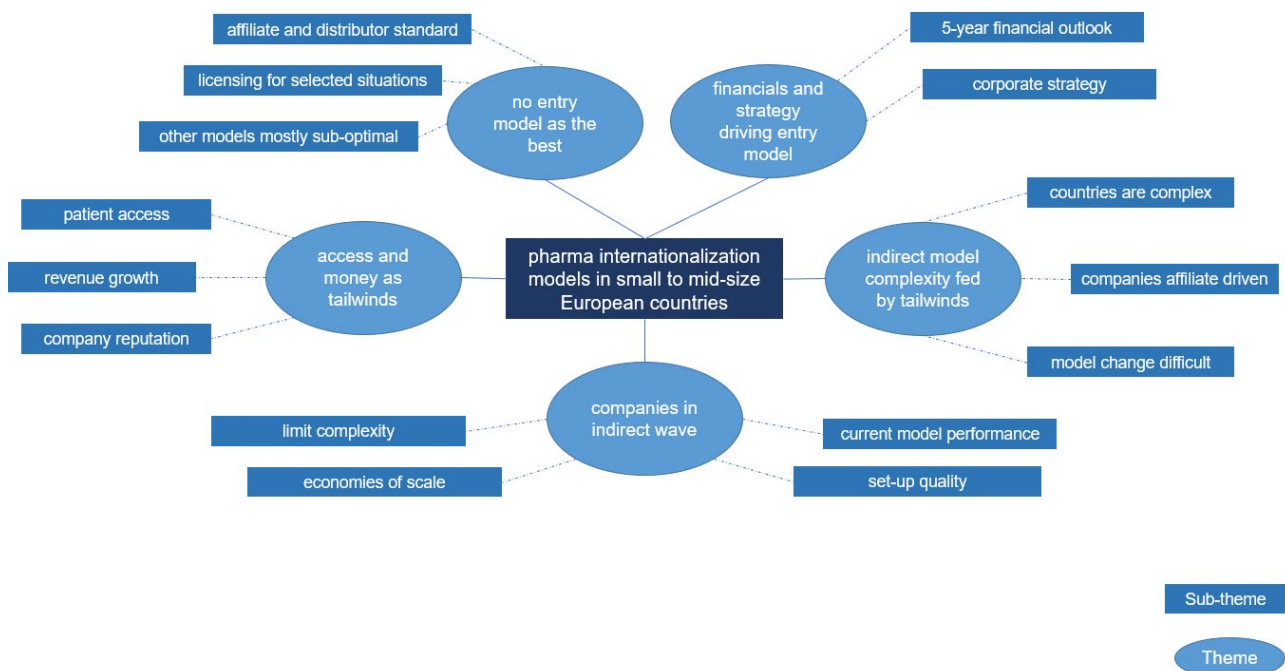 affiliate and distributor standard
licensing for selected situations
other models mostly sub-optimal
no entry
model as the
best
5-year financial outlook
corporate strategy
financials and
strategy
driving entry
model
patient access
revenue growth
company reputation
access and
money as
tailwinds
pharma internationalization
models in small to mid-size
European countries
indirect model
complexity fed
by tailwinds
countries are complex
companies affiliate driven
model change difficult
companies in
indirect wave
limit complexity
economies of scale
current model performance
set-up quality
Sub-theme
Theme